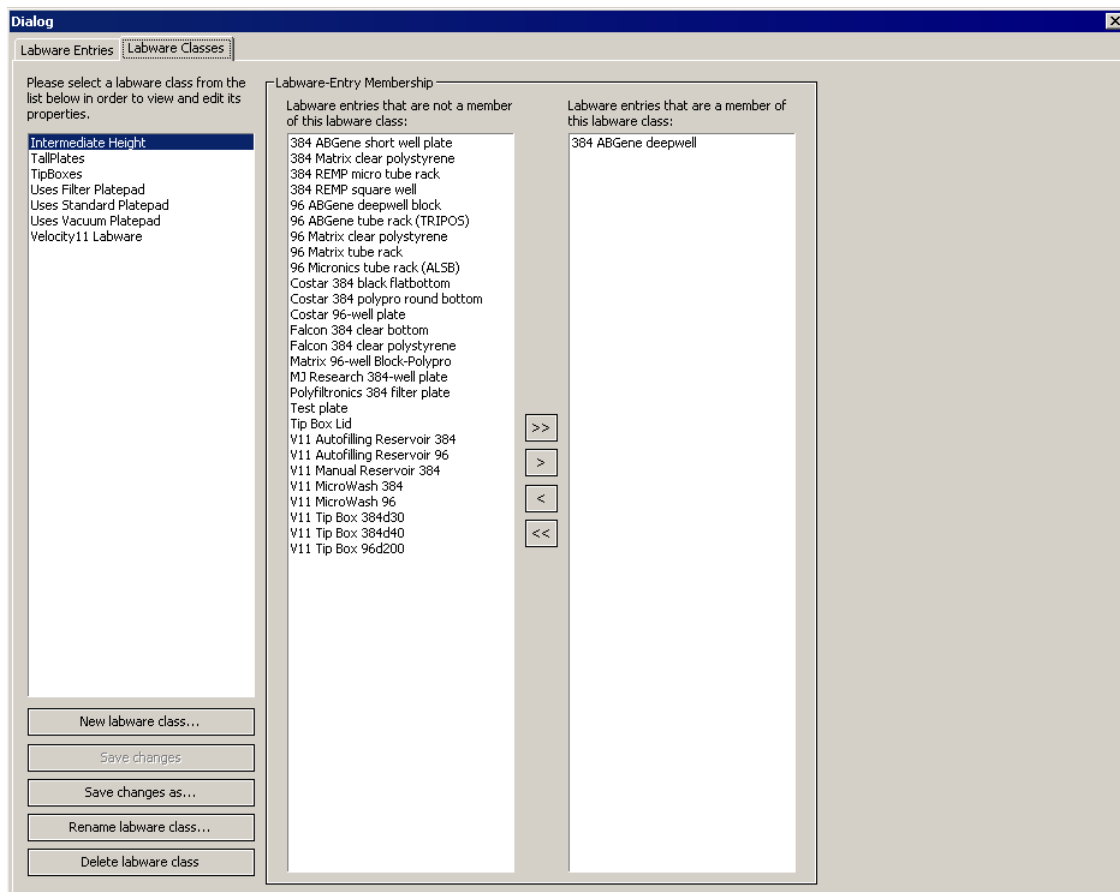 Dialog
Labware Entries
Labware Classes
Please select a labware class from the
list below in order to view and edit its
properties.
Intermediate Height
TallPlates
TipBoxes
Uses Filter Platepad
Uses Standard Platepad
Uses Vacuum Platepad
Velocity11 Labware
New labware class...
Save changes
Save changes as...
Rename labware class...
Delete labware class
Labware-Entry Membership
Labware entries that are not a member
of this labware class:
384 ABGene short well plate
384 Matrix clear polystyrene
384 REMP micro tube rack
384 REMP square well
96 ABGene deepwell block
96 ABGene tube rack (TRIPOS)
96 Matrix clear polystyrene
96 Matrix tube rack
96 Micronics tube rack (ALSB)
Costar 384 black flatbottom
Costar 384 polypro round bottom
Costar 96-well plate
Falcon 384 clear bottom
Falcon 384 clear polystyrene
Matrix 96-well Block-Polypro
MJ Research 384-well plate
Polyfiltronics 384 filter plate
Test plate
Tip Box Lid
V11 Autofilling Reservoir 384
V11 Autofilling Reservoir 96
V11 Manual Reservoir 384
V11 MicroWash 384
V11 MicroWash 96
V11 Tip Box 384d30
V11 Tip Box 384d40
V11 Tip Box 96d200
>>
>
<
<<
Labware entries that are a member of
this labware class:
384 ABGene deepwell